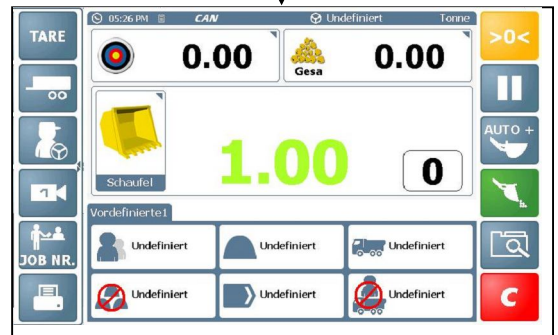 TARE
05:26 PM CAN Undefiniert Tonne
>0<
0.00
Gesa
0.00
AUTO +
Schaufel
1.00
0
1
Vordefinierte1
JOB NR.
Undefiniert
Undefiniert
Undefiniert
Undefiniert
Undefiniert
Undefiniert
C